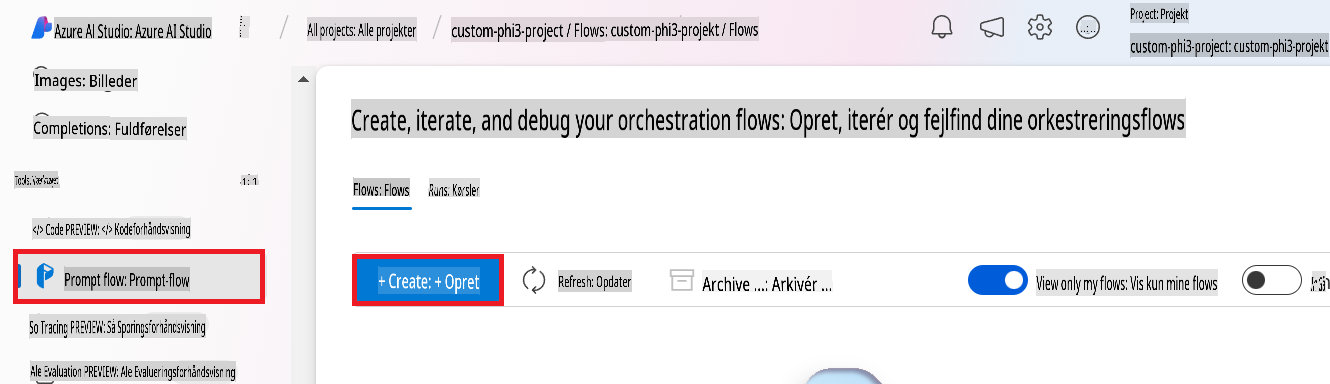 Azure AI Studio: Azure AI Studio
/ All projects: Alle projekter / custom-phi3-project / Flows: custom-phi3-projekt / Flows
Project: Projekt
custom-phi3-project: custom-phi3-projekt
Images: Billeder
Completions: Fuldførelser
Tools: Værktøjer
</> Code PREVIEW: </> Kodeforhåndsvisning
Prompt flow: Prompt-flow
So Tracing PREVIEW: Så Sporingsforhåndsvisning
Ale Evaluation PREVIEW: Ale Evalueringsforhåndsvisning
Create, iterate, and debug your orchestration flows: Opret, iterér og fejlfind dine orkestreringsflows
Flows: Flows
Runs: Kørsler
+ Create: + Opret
Refresh: Opdater
Archive ...: Arkivér ...
View only my flows: Vis kun mine flows